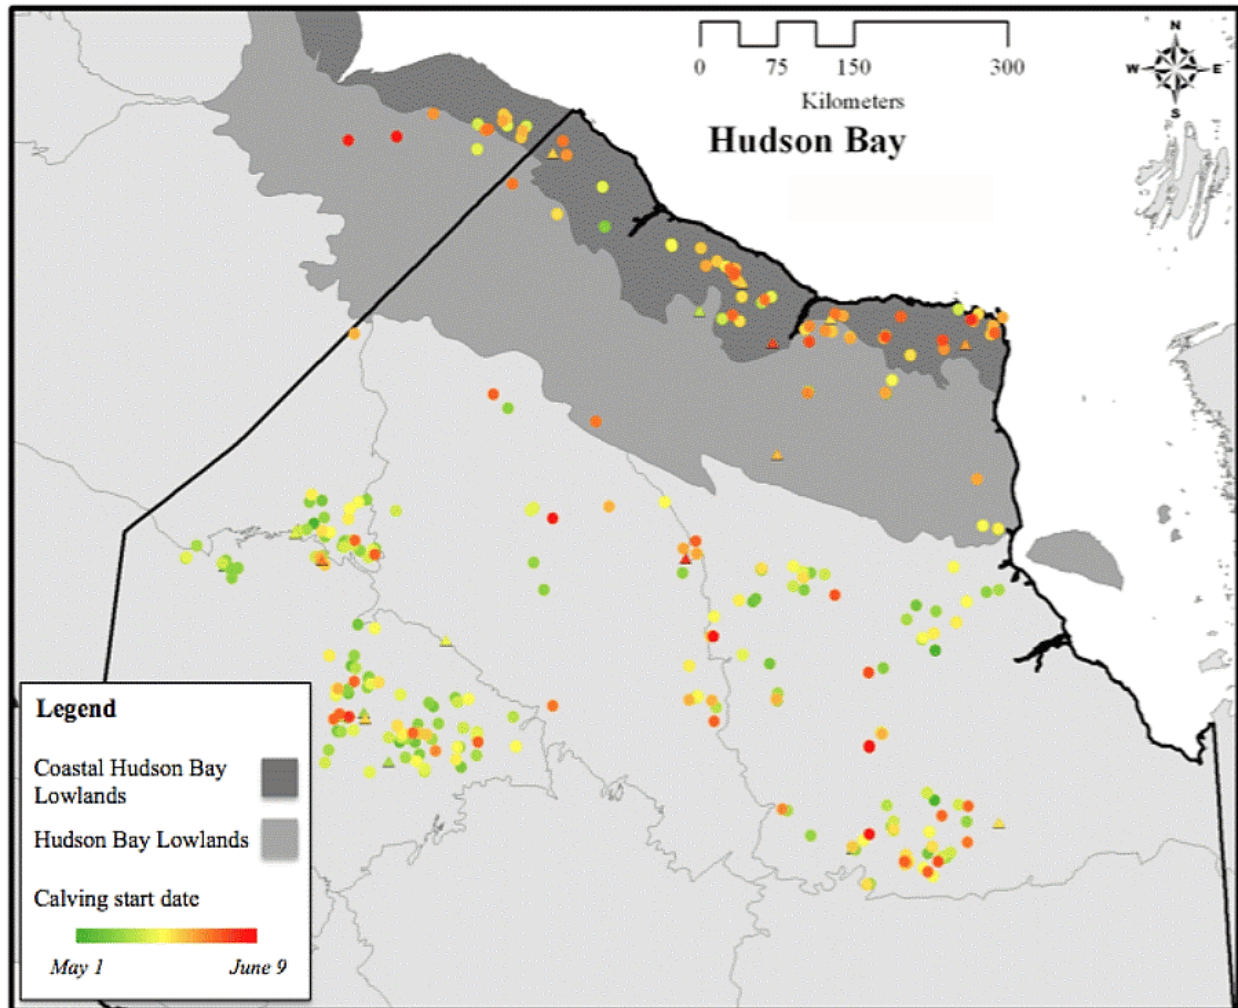 N
W E
S
0 75 150 300
Kilometers
Hudson Bay
Legend
Coastal Hudson Bay
Lowlands
Hudson Bay Lowlands
Calving start date
May 1 June 9